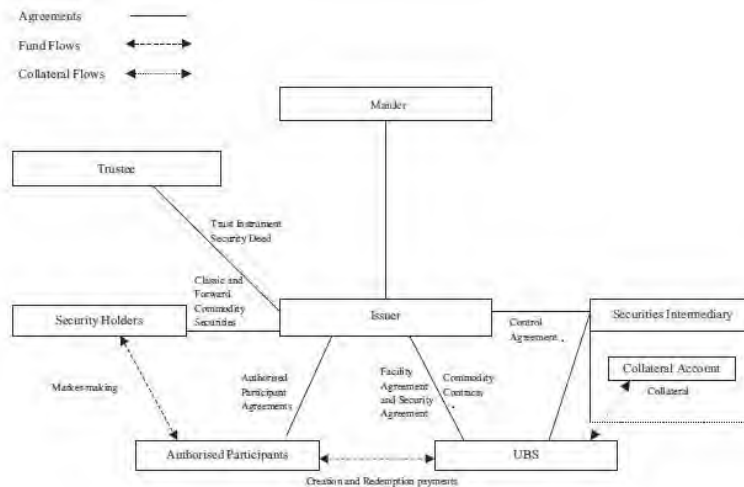 Agreements
Fund Flows
Collateral Flows
Manler
Trustee
Trust Instrument
Security Deed
Classic and
Forward
Commodity
Securities
Security Holders
Issuer
Control
Agreement
Securities Intermediary
Collateral Account
Collateral
Market-making
Authorised
Participant
Agreements
Facility
Agreement
and Security
Agreement
Commodity
Contracts
Authorised Participants
UBS
Creation and Redemption payments